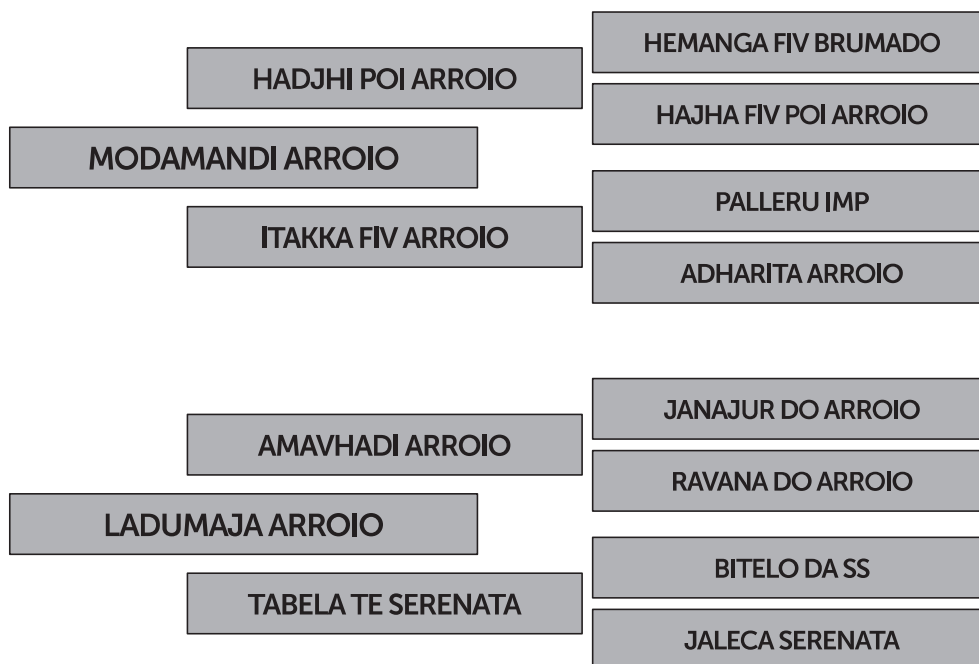 HEMANGA FIV BRUMADO
HADJHI POI ARROIO
HAJHA FIV POI ARROIO
MODAMANDI ARROIO
PALLERU IMP
ITAKKA FIV ARROIO
ADHARITA ARROIO
JANAJUR DO ARROIO
AMAVHADI ARROIO
RAVANA DO ARROIO
LADUMAJA ARROIO
BITELO DA SS
TABELA TE SERENATA
JALECA SERENATA